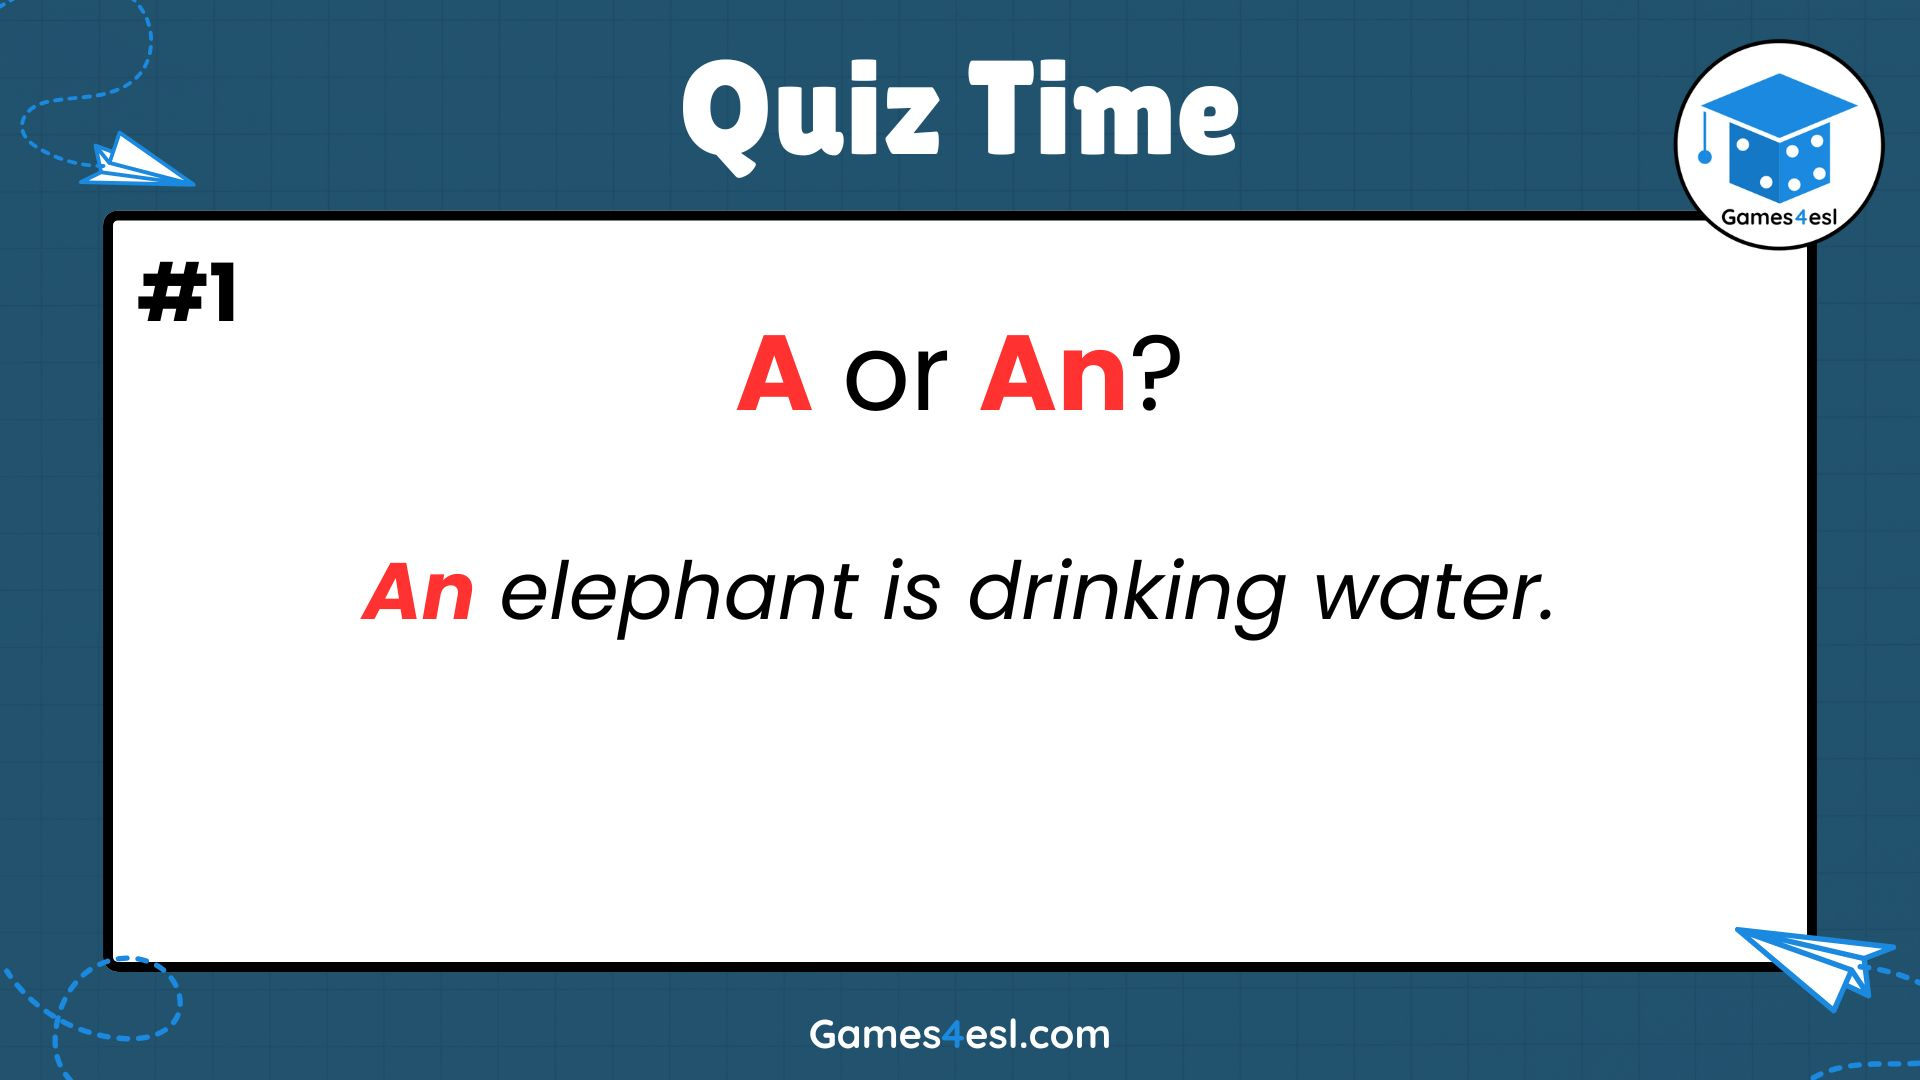 Quiz Time
Games4esl
#1
A or An?
An elephant is drinking water.
Games4esl.com